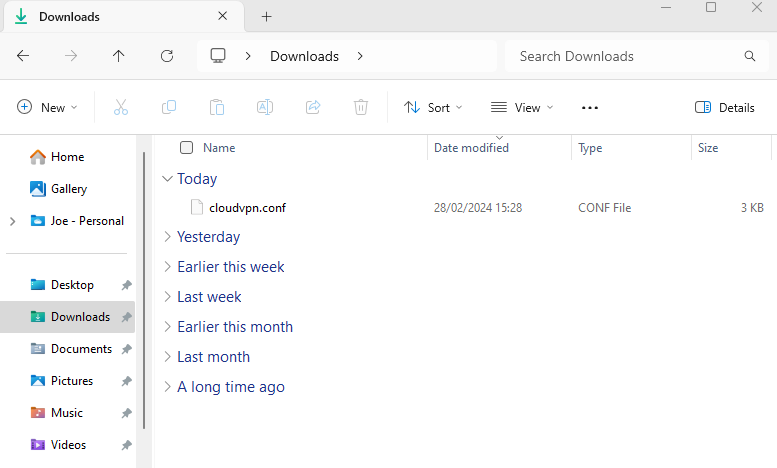 Downloads
Downloads
Search Downloads
New
Sort
View
Details
Home
Gallery
Joe - Personal
Desktop
Downloads
Documents
Pictures
Music
Videos
Name Date modified Type Size
Today
cloudvpn.conf 28/02/2024 15:28 CONF File 3 KB
Yesterday
Earlier this week
Last week
Earlier this month
Last month
A long time ago